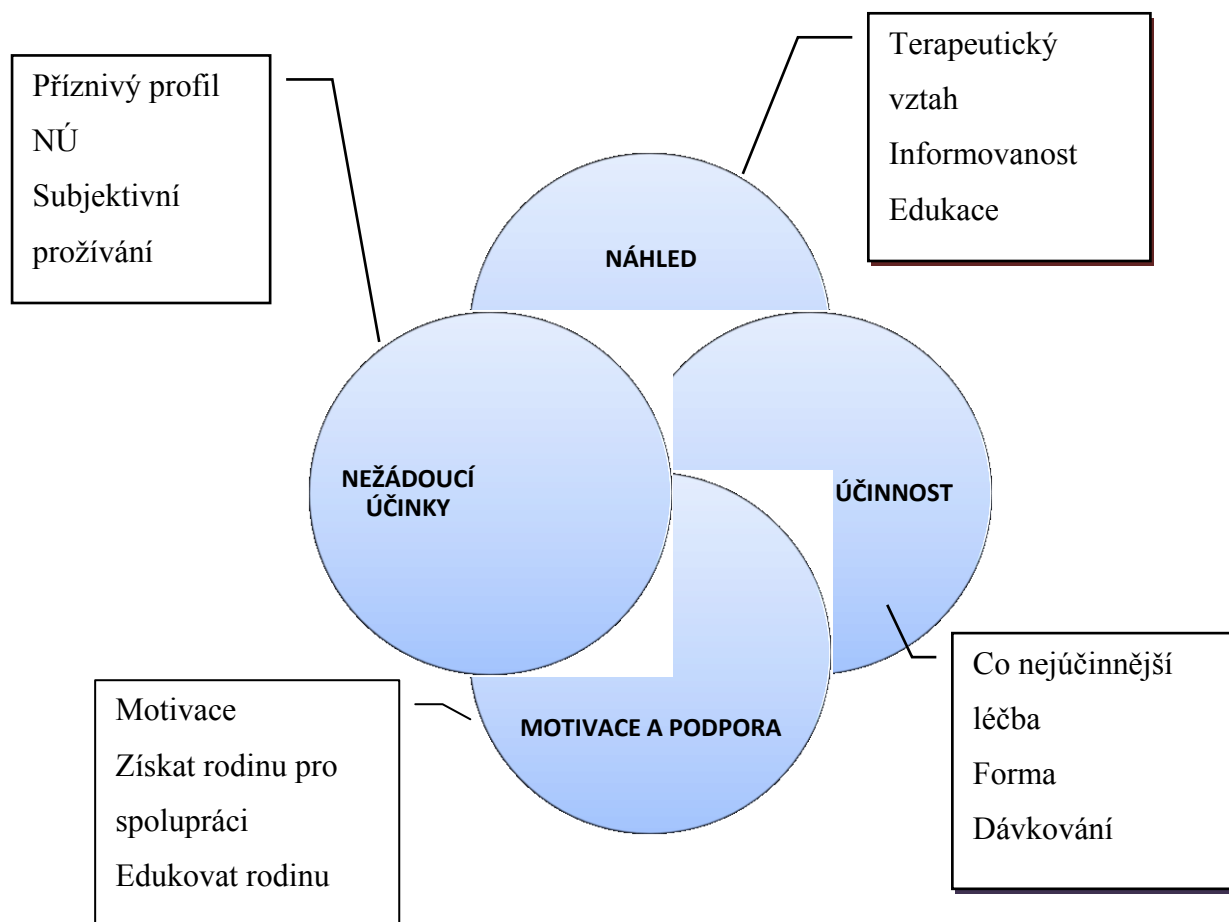 Terapeutický
vztah
Informovanost
Edukace
Příznivý profil
NÚ
Subjektivní
prožívání
NÁHLED
NEŽÁDOUCÍ
ÚČINKY
ÚČINNOST
MOTIVACE A PODPORA
Co nejúčinnější
léčba
Forma
Dávkování
Motivace
Získat rodinu pro
spolupráci
Edukovat rodinu